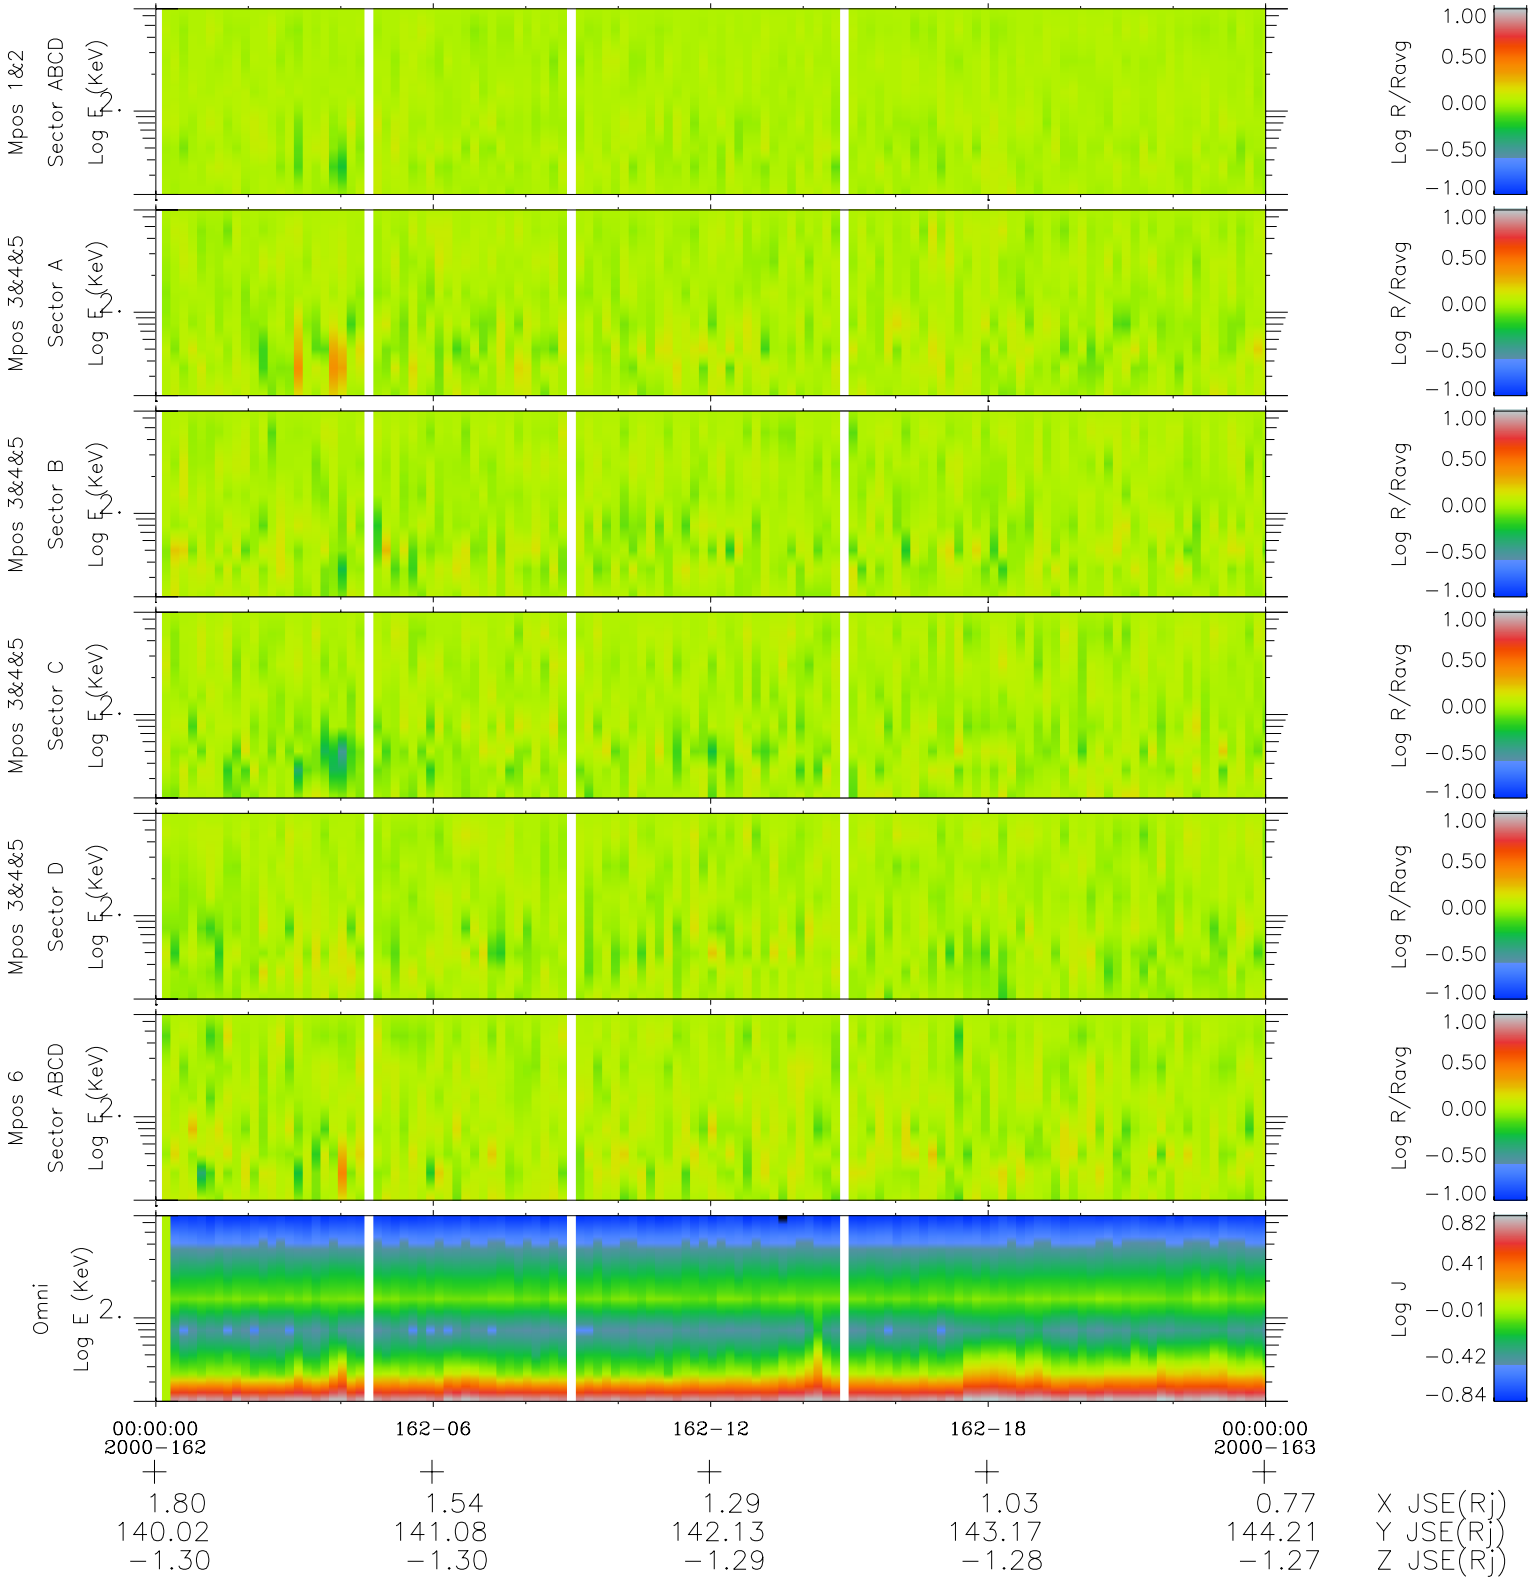 Mpos 1&2
Sector ABCD
Log E (KeV)
2.
Log R/Ravg
1.00
0.50
0.00
-0.50
-1.00
Mpos 3&4&5
Sector A
Log E (KeV)
2.
Log R/Ravg
1.00
0.50
0.00
-0.50
-1.00
Mpos 3&4&5
Sector B
Log E (KeV)
2.
Log R/Ravg
1.00
0.50
0.00
-0.50
-1.00
Mpos 3&4&5
Sector C
Log E (KeV)
2.
Log R/Ravg
1.00
0.50
0.00
-0.50
-1.00
Mpos 3&4&5
Sector D
Log E (KeV)
2.
Log R/Ravg
1.00
0.50
0.00
-0.50
-1.00
Mpos 6
Sector ABCD
Log E (KeV)
2.
Log R/Ravg
1.00
0.50
0.00
-0.50
-1.00
Omni
Log E (KeV)
2.
Log J
0.82
0.41
-0.01
-0.42
-0.84
00:00:00 162-06 162-12 162-18 00:00:00
2000-162 2000-163
1.80 1.54 1.29 1.03 0.77 X JSE(Rj)
140.02 141.08 142.13 143.17 144.21 Y JSE(Rj)
-1.30 -1.30 -1.29 -1.28 -1.27 Z JSE(Rj)